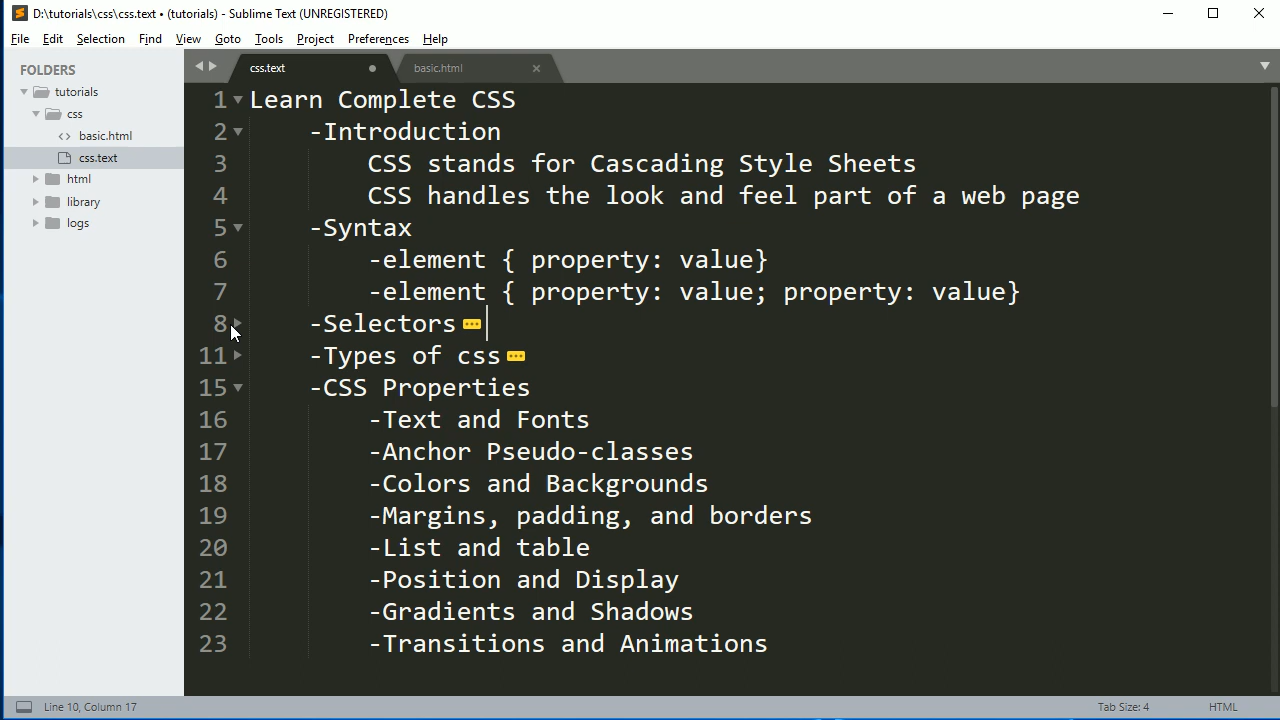 D:\tutorials\css\css.text • (tutorials) - Sublime Text (UNREGISTERED)
File Edit Selection Find View Goto Tools Project Preferences Help
FOLDERS
tutorials
css
<> basic.html
css.text
html
library
logs
css.text
basic.html
1 Learn Complete CSS
2 -Introduction
3 CSS stands for Cascading Style Sheets
4 CSS handles the look and feel part of a web page
5 -Syntax
6 -element { property: value}
7 -element { property: value; property: value}
8 -Selectors
11 -Types of css
15 -CSS Properties
16 -Text and Fonts
17 -Anchor Pseudo-classes
18 -Colors and Backgrounds
19 -Margins, padding, and borders
20 -List and table
21 -Position and Display
22 -Gradients and Shadows
23 -Transitions and Animations
Line 10, Column 17
Tab Size: 4
HTML